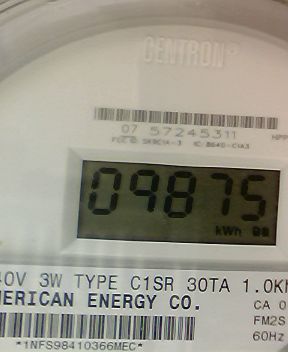 CENTRON®
07 57245311
09875
kWh
40V 3W TYPE C1SR 30TA 1.0Kh
MERICAN ENERGY CO.
CA 0
FM2S
60Hz
*1NFS98410366MEC*